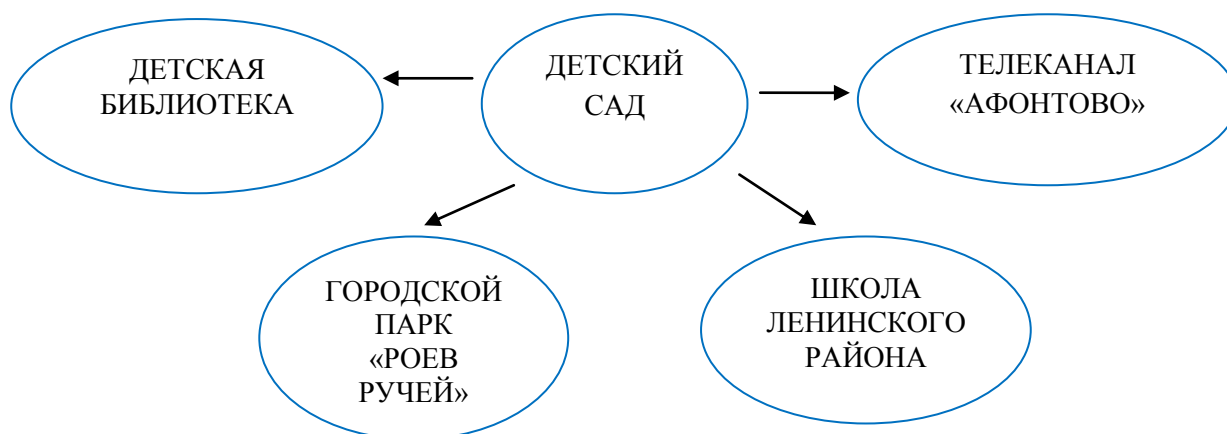 ДЕТСКАЯ
БИБЛИОТЕКА
ДЕТСКИЙ
САД
ТЕЛЕКАНАЛ
«АФОНТОВО»
ГОРОДСКОЙ
ПАРК
«РОЕВ
РУЧЕЙ»
ШКОЛА
ЛЕНИНСКОГО
РАЙОНА